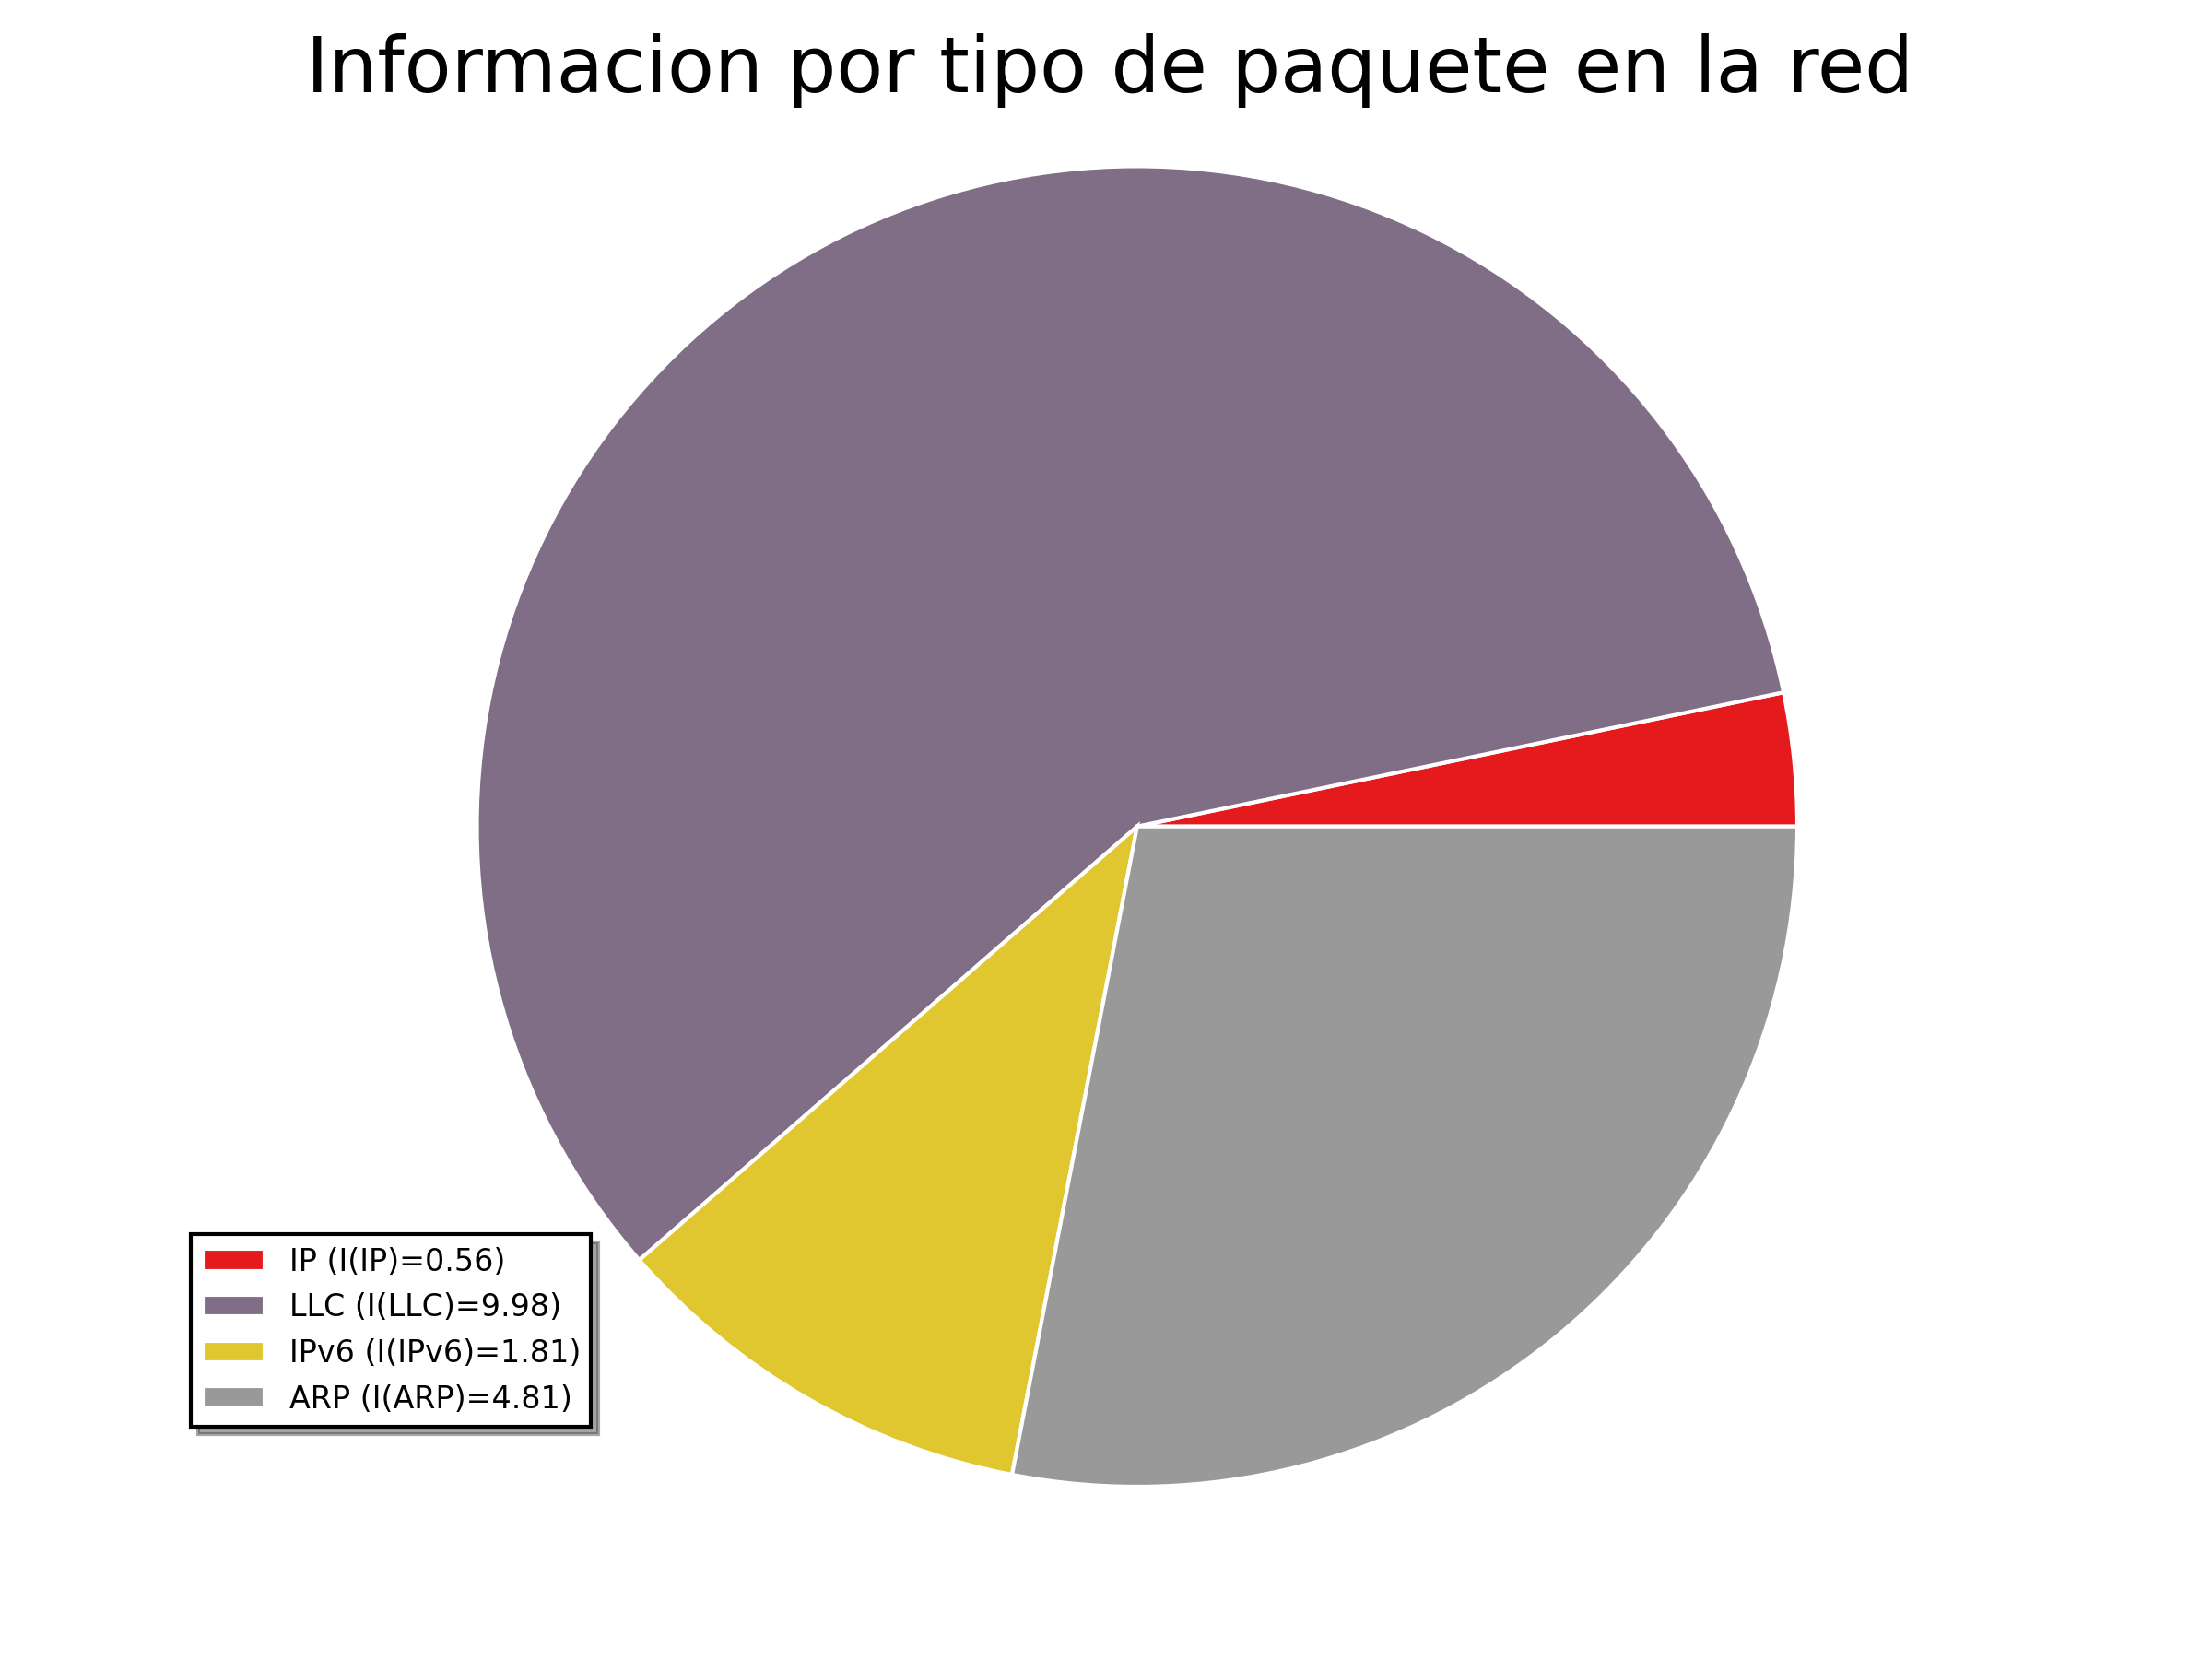 Informacion por tipo de paquete en la red
IP (I(IP)=0.56)
LLC (I(LLC)=9.98)
IPv6 (I(IPv6)=1.81)
ARP (I(ARP)=4.81)